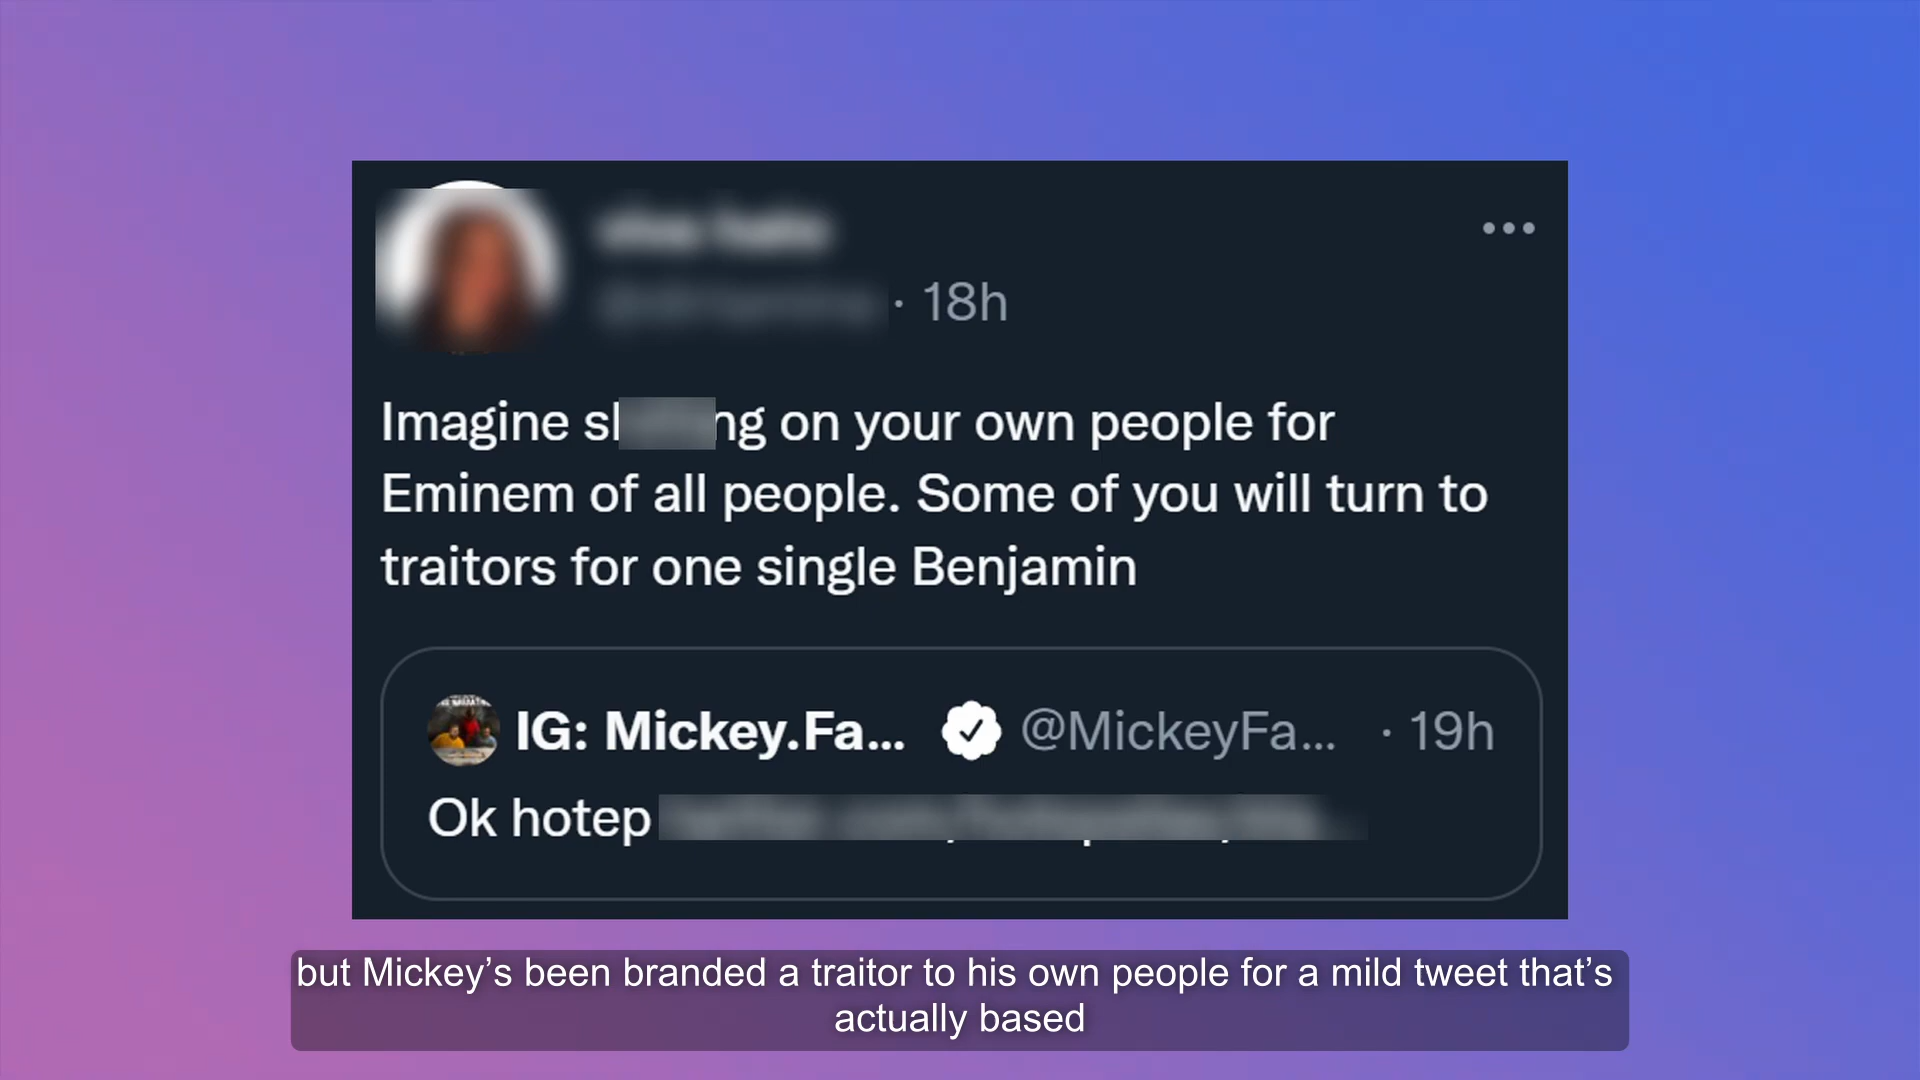 · 18h
Imagine ng on your own people for
Eminem of all people. Some of you will turn to
traitors for one single Benjamin
IG: Mickey.Fa... @MickeyFa... · 19h
Ok hotep
but Mickey’s been branded a traitor to his own people for a mild tweet that’s
actually based